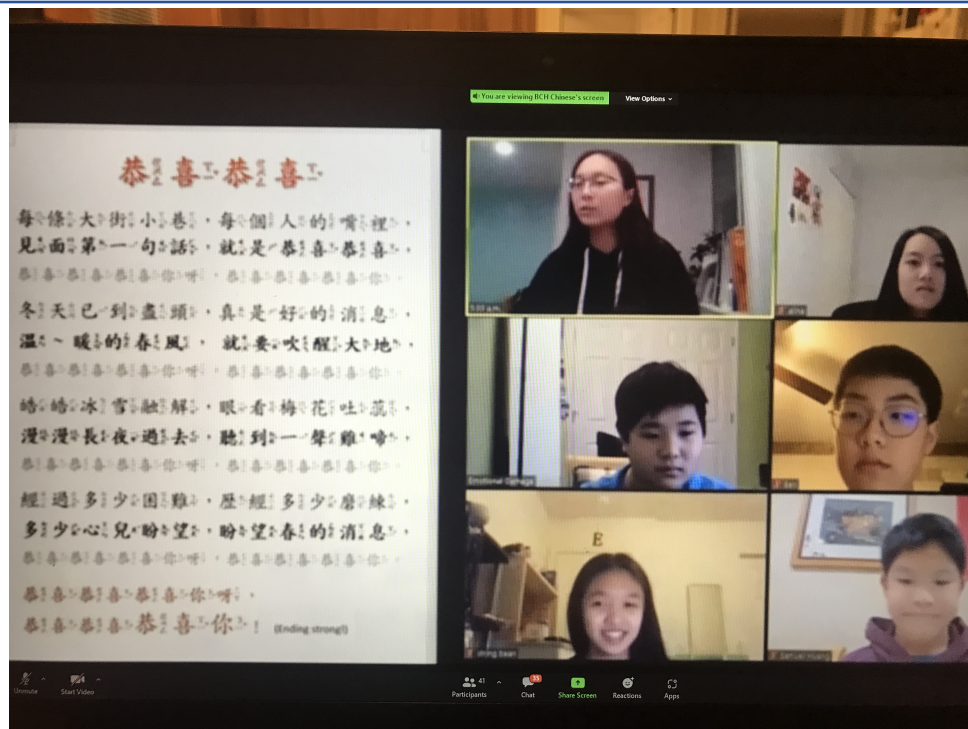 You are viewing BCH Chinese's screen
View Options
恭喜恭喜
每條大街小巷，每個人的嘴裡，
見面第一句話，就是恭喜恭喜。
恭喜恭喜恭喜你呀，恭喜恭喜恭喜你。
冬天已到盡頭，真是好的消息，
溫～暖的春風，就要吹醒大地。
恭喜恭喜恭喜你呀，恭喜恭喜恭喜你。
皓皓冰雪融解，眼看梅花吐蕊，
漫漫長夜過去，聽到一聲雞啼。
恭喜恭喜恭喜你呀，恭喜恭喜恭喜你。
經過多少困難，歷經多少磨練，
多少心兒盼望，盼望春的消息。
恭喜恭喜恭喜你呀，恭喜恭喜恭喜你。
恭喜恭喜恭喜你呀，
恭喜恭喜恭喜你！ (Ending strong!)
Emotional Damage
string bean
Samuel Huang
Unmute
Start Video
41
Participants
35
Chat
Share Screen
Reactions
Apps
E